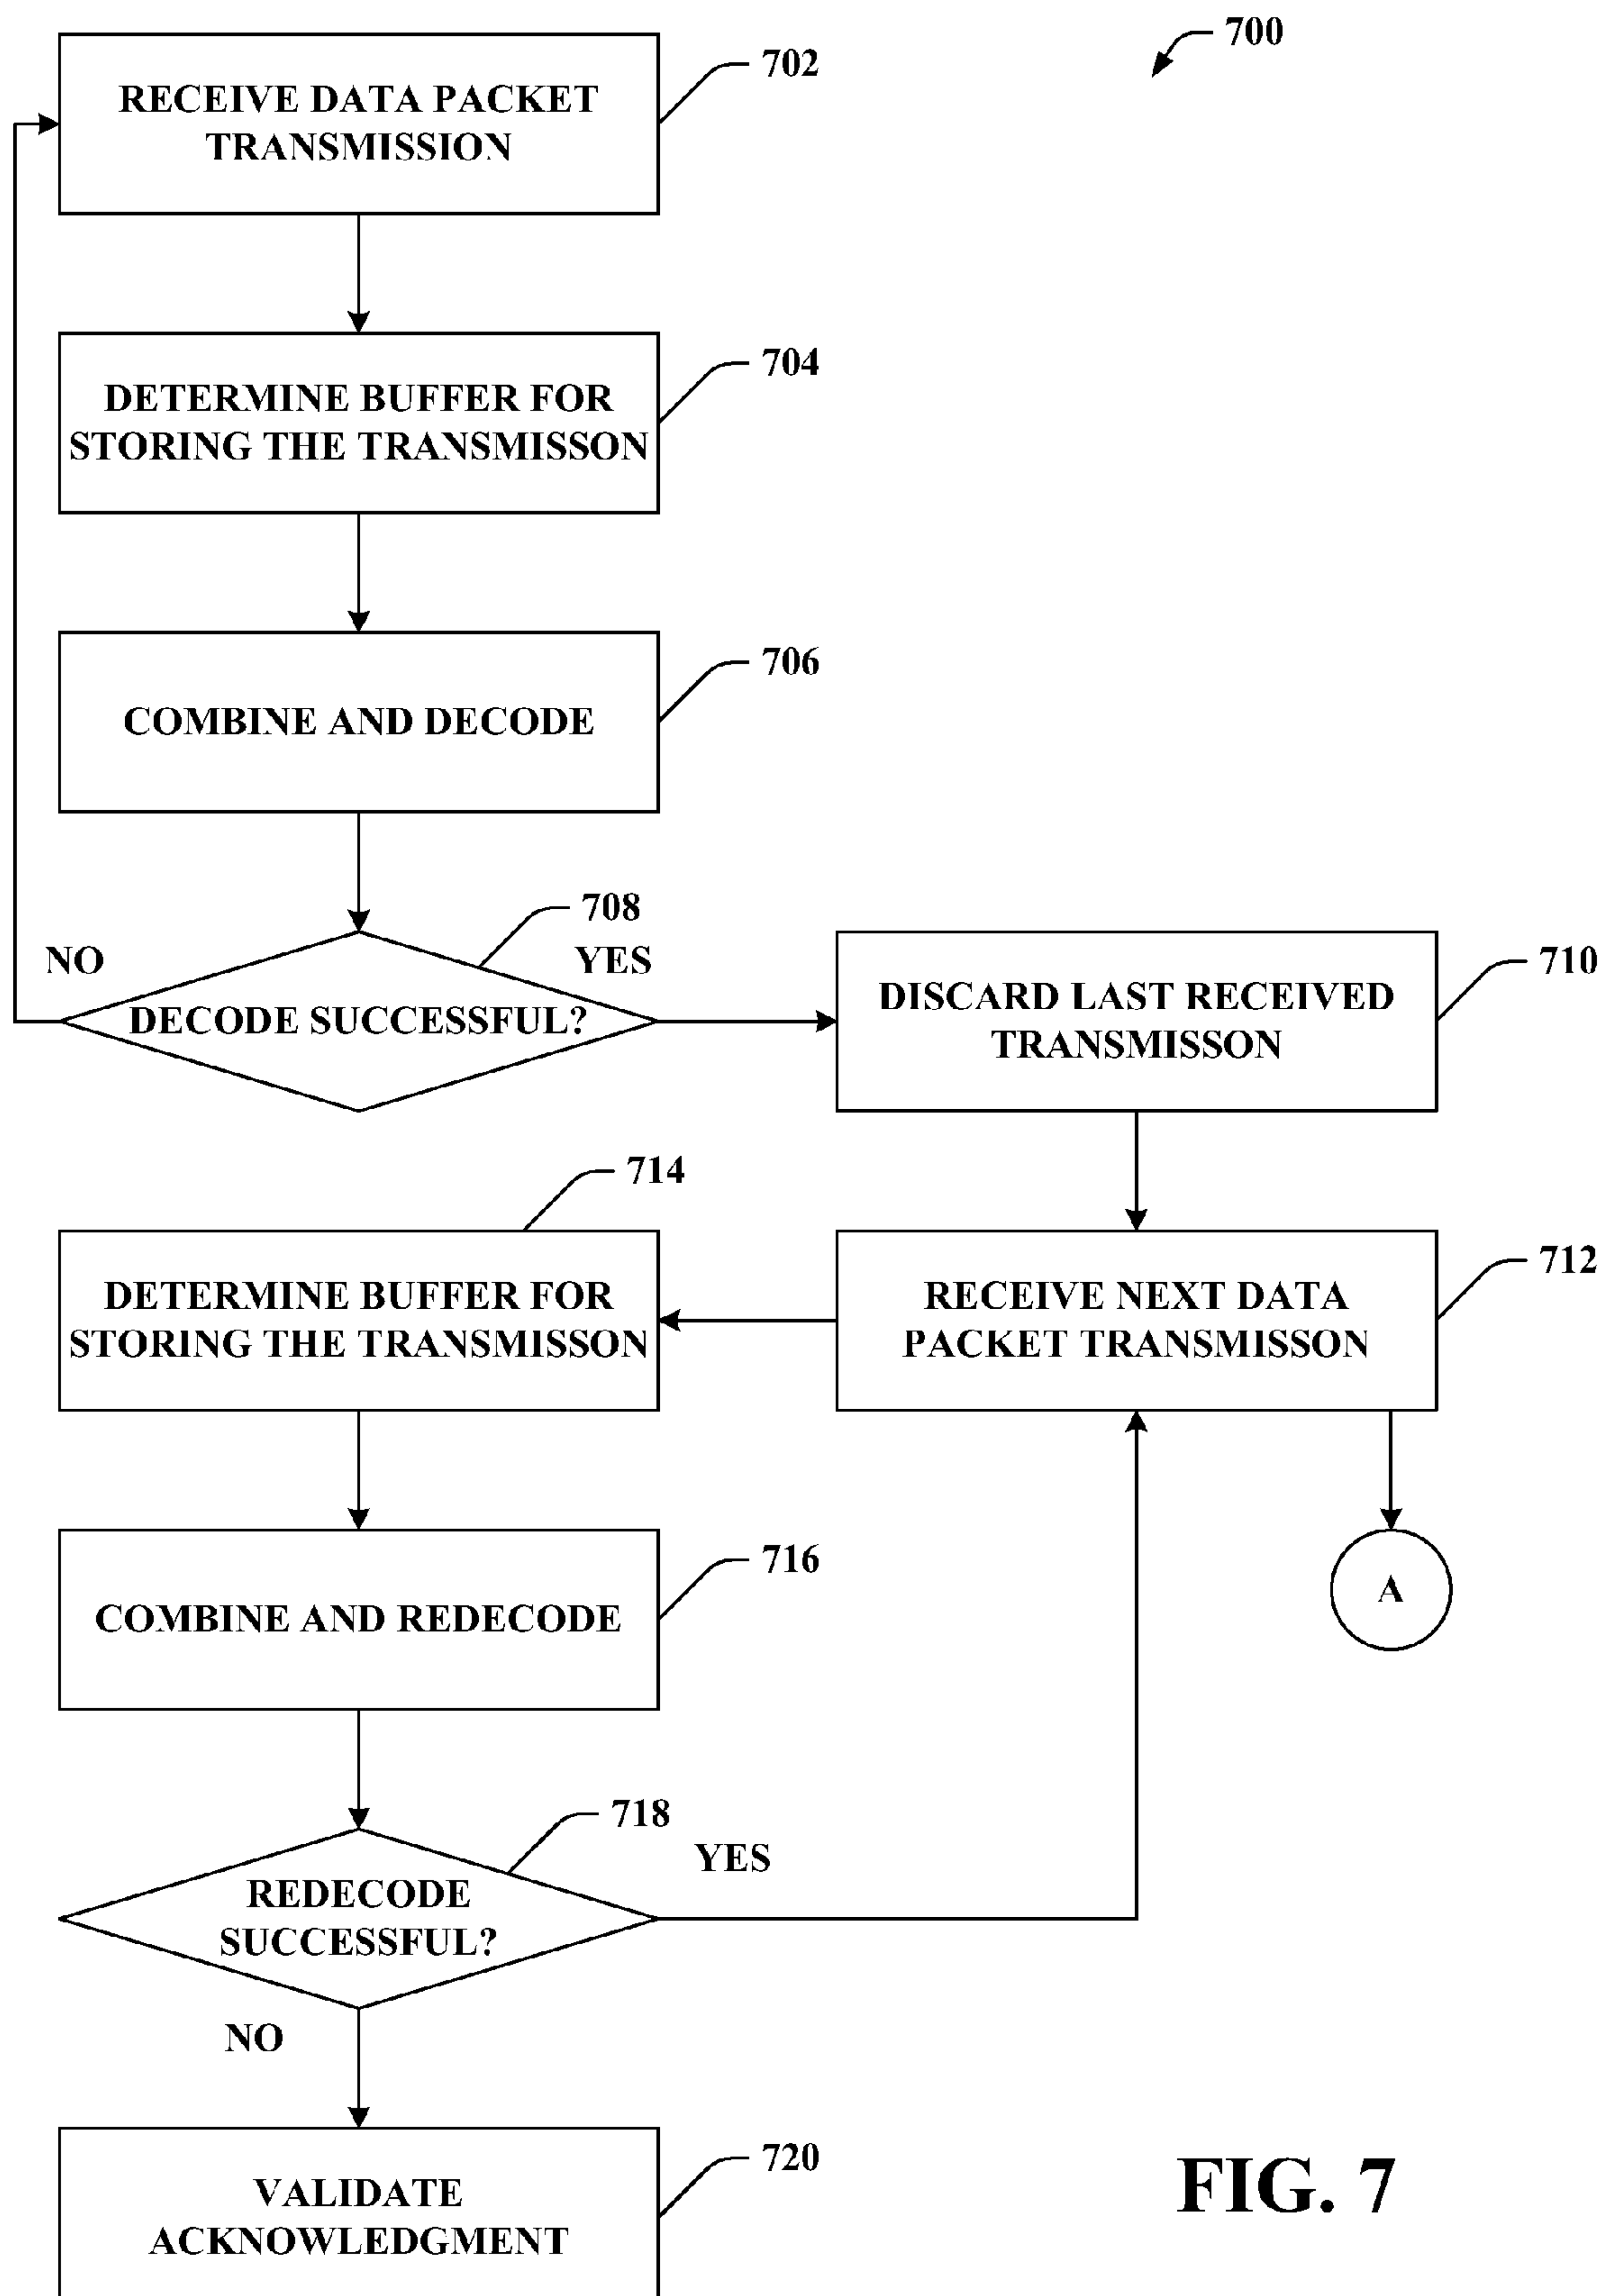 700
RECEIVE DATA PACKET
TRANSMISSION
702
DETERMINE BUFFER FOR
STORING THE TRANSMISSON
704
COMBINE AND DECODE
706
708
NO
YES
DECODE SUCCESSFUL?
DISCARD LAST RECEIVED
TRANSMISSON
710
RECEIVE NEXT DATA
PACKET TRANSMISSON
712
714
DETERMINE BUFFER FOR
STORING THE TRANSMISSON
A
COMBINE AND REDECODE
716
718
REDECODE
SUCCESSFUL?
YES
NO
VALIDATE
ACKNOWLEDGMENT
720
FIG. 7